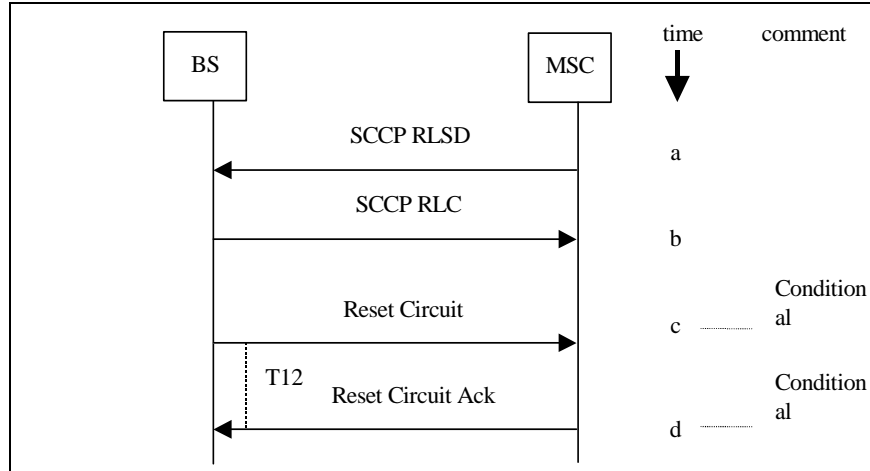 time comment
BS MSC
SCCP RLSD a
SCCP RLC b
Condition
Reset Circuit al
c
T12 Condition
Reset Circuit Ack al
d